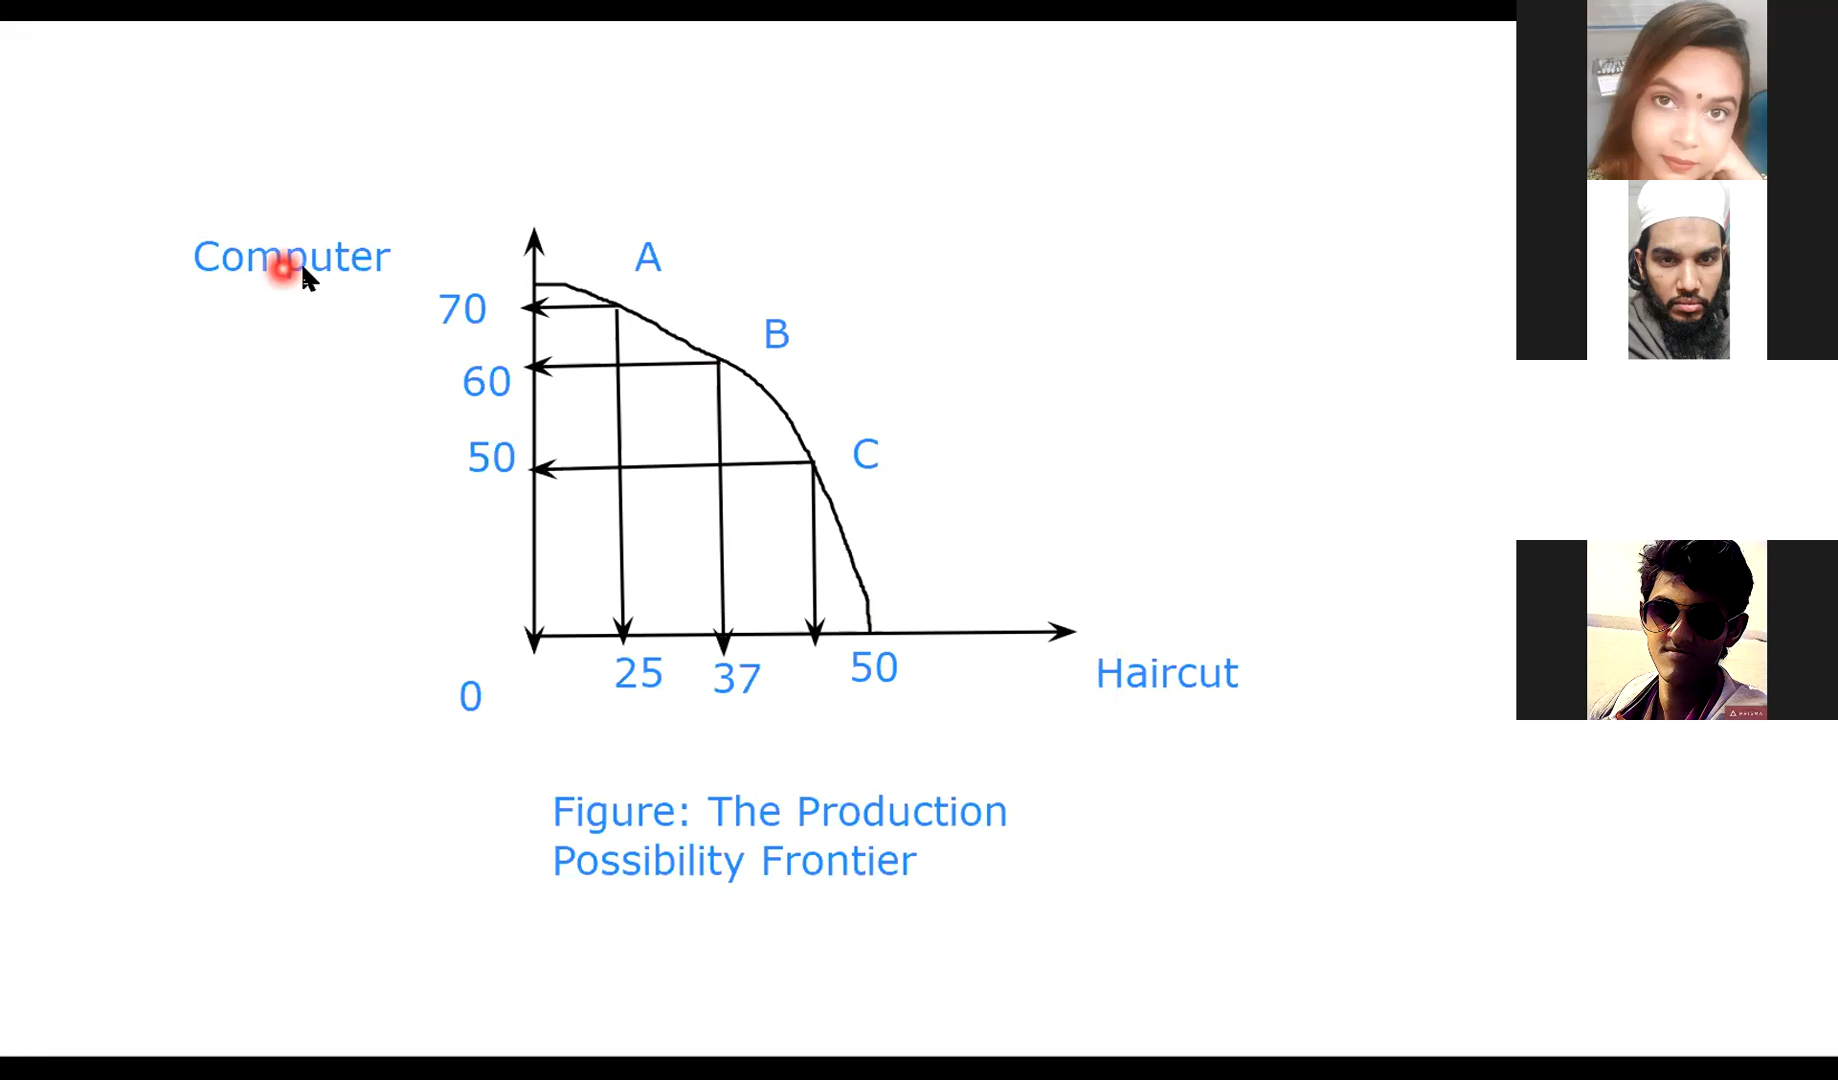 Computer
A
70
B
60
50
C
25
37
50
Haircut
0
Figure: The Production
Possibility Frontier